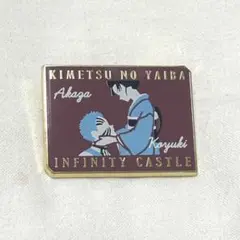 KIMETSU NO YAIBA
Akaza
Koyuki
INFINITY CASTLE